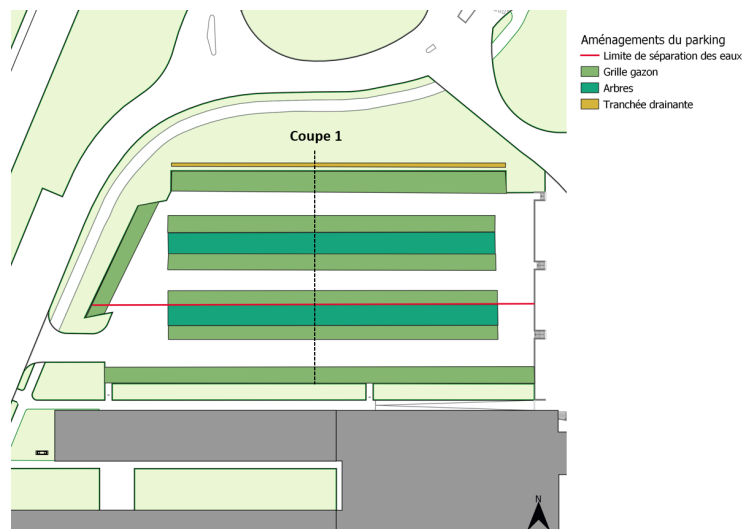 Aménagements du parking
Limite de séparation des eaux
Grille gazon
Arbres
Tranchée drainante
Coupe 1
N